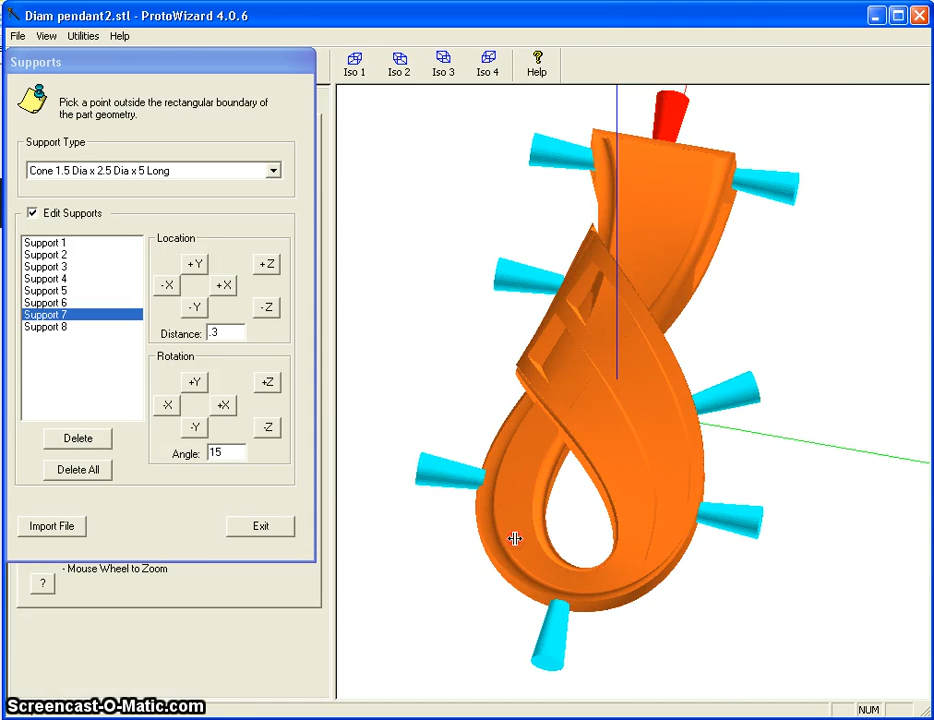 Diam pendant2.stl - ProtoWizard 4.0.6
File View Utilities Help
Supports
Iso 1 Iso 2 Iso 3 Iso 4 Help
Pick a point outside the rectangular boundary of
the part geometry.
Support Type
Cone 1.5 Dia x 2.5 Dia x 5 Long
Edit Supports
Support 1
Support 2
Support 3
Support 4
Support 5
Support 6
Support 7
Support 8
Location
+Y
+Z
-X
+X
-Y
-Z
Distance: .3
Rotation
+Y
+Z
-X
+X
-Y
-Z
Angle: 15
Delete
Delete All
Import File
Exit
- Mouse Wheel to Zoom
?
Screencast-O-Matic.com
NUM